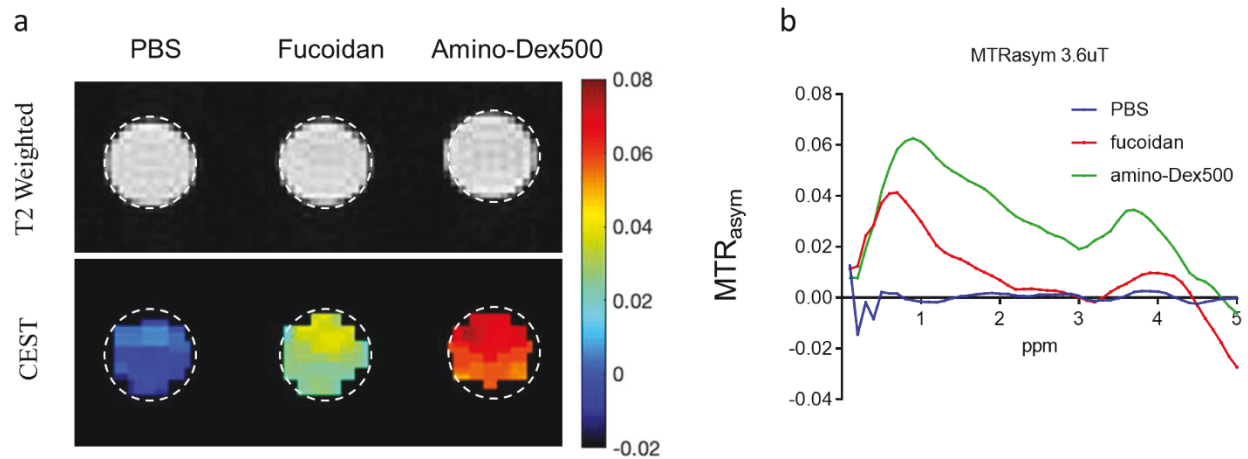 a
PBS Fucoidan Amino-Dex500
T2 Weighted
CEST
0.08
0.06
0.04
0.02
0
-0.02
b
MTRasym 3.6uT
PBS
fucoidan
amino-Dex500
MTRasym
0.08
0.06
0.04
0.02
0.00
-0.02
-0.04
1 2 3 4 5
ppm